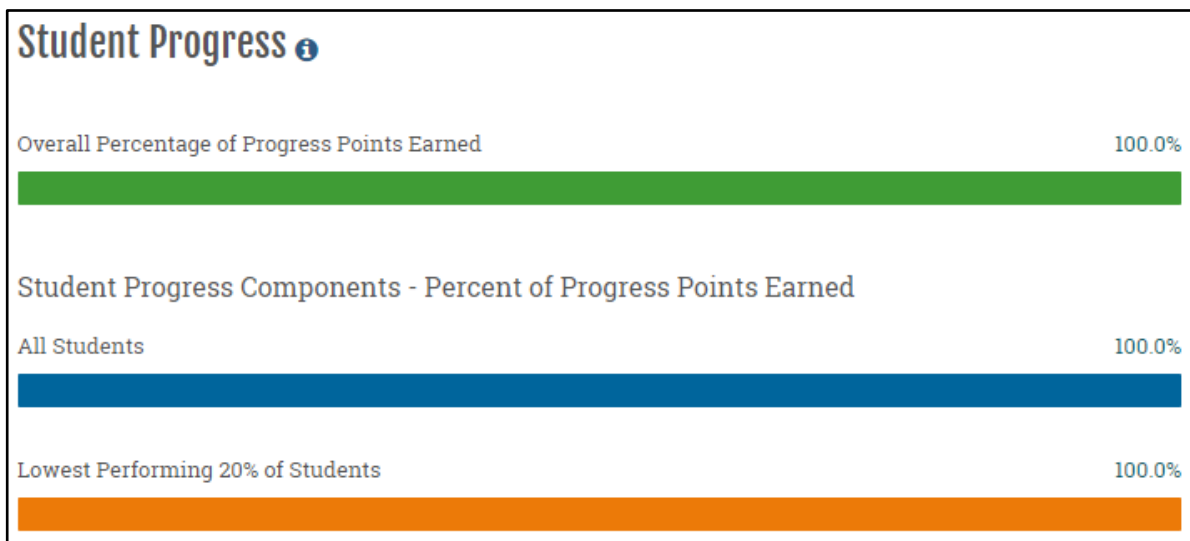 Student Progress
Overall Percentage of Progress Points Earned 100.0%
Student Progress Components - Percent of Progress Points Earned
All Students 100.0%
Lowest Performing 20% of Students 100.0%